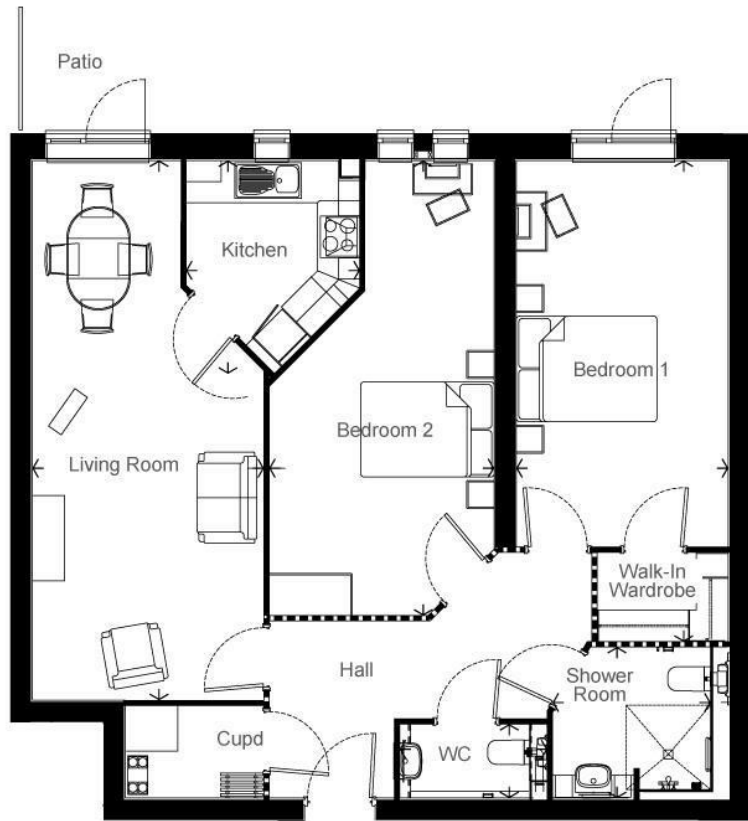 Patio
Kitchen
Bedroom 1
Bedroom 2
Living Room
Walk-In
Wardrobe
Hall
Shower
Room
Cupd
WC